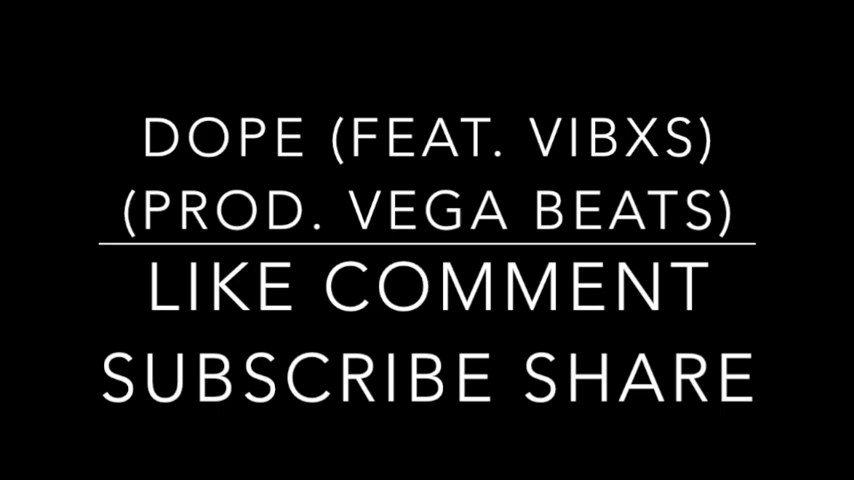 DOPE (FEAT. VIBXS)
(PROD. VEGA BEATS)
LIKE COMMENT
SUBSCRIBE SHARE